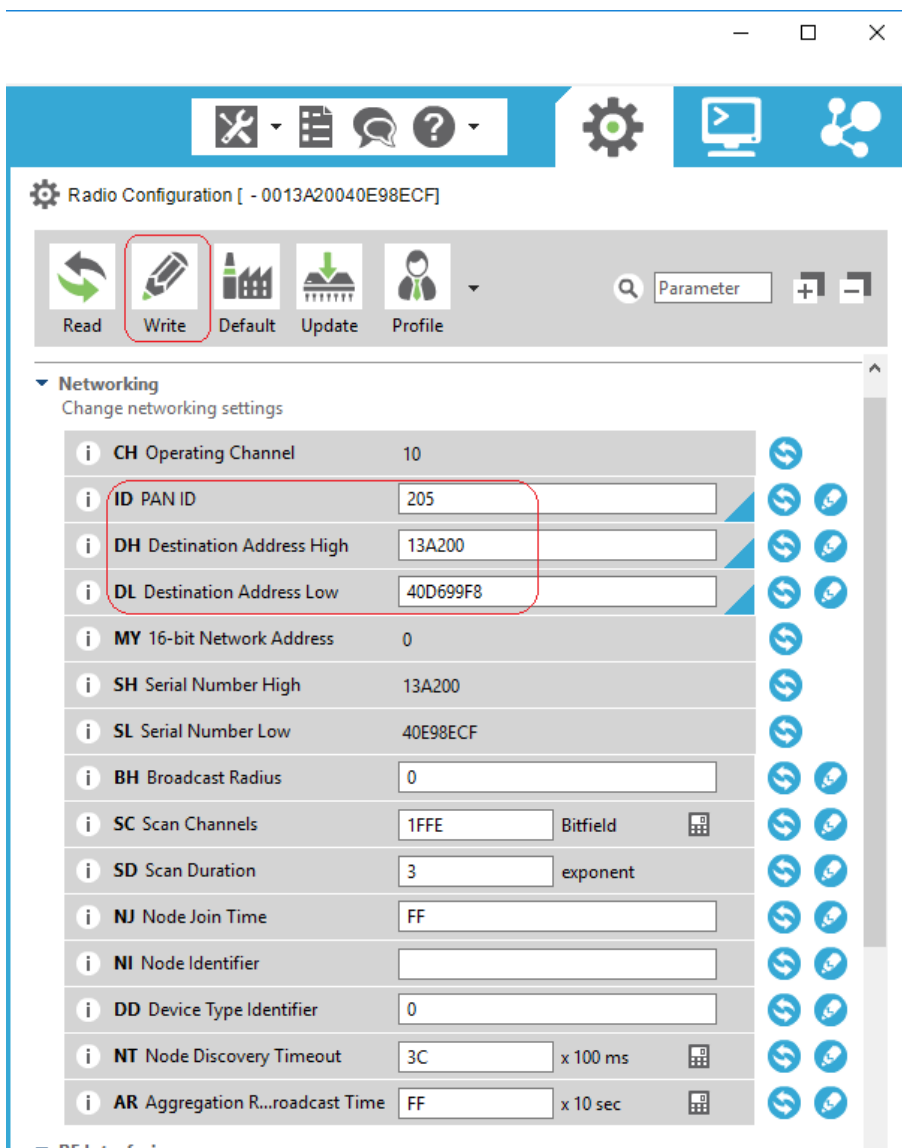 Radio Configuration [ - 0013A20040E98ECF]
Read Write Default Update Profile Parameter
Networking
Change networking settings
i CH Operating Channel 10
i ID PAN ID 205
i DH Destination Address High 13A200
i DL Destination Address Low 40D699F8
i MY 16-bit Network Address 0
i SH Serial Number High 13A200
i SL Serial Number Low 40E98ECF
i BH Broadcast Radius 0
i SC Scan Channels 1FFE Bitfield
i SD Scan Duration 3 exponent
i NJ Node Join Time FF
i NI Node Identifier
i DD Device Type Identifier 0
i NT Node Discovery Timeout 3C x 100 ms
i AR Aggregation R...roadcast Time FF x 10 sec